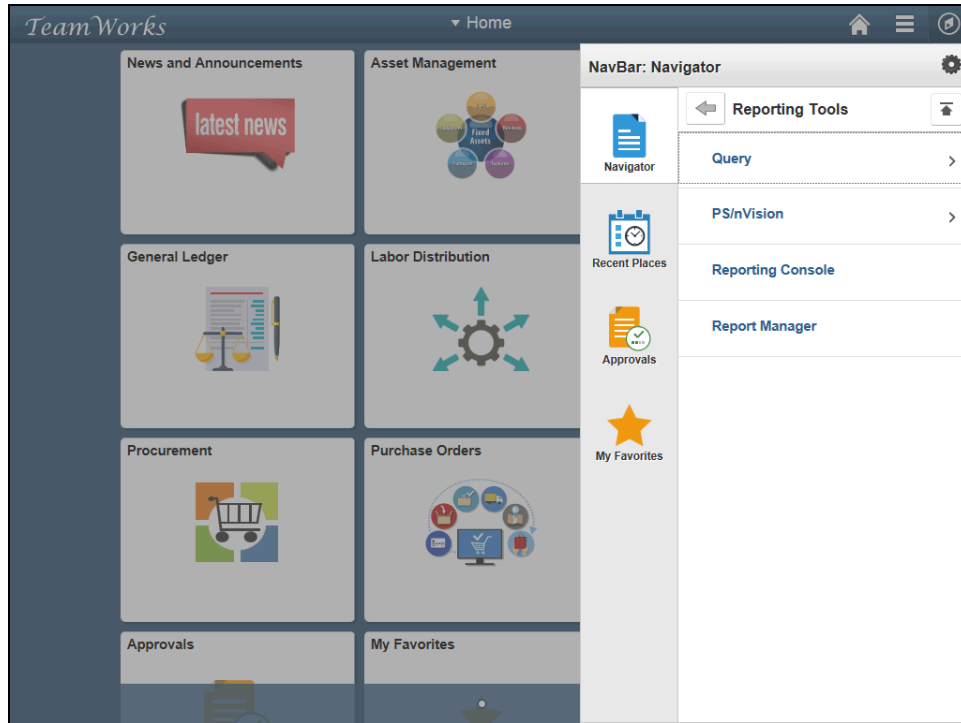 TeamWorks
Home
News and Announcements
latest news
Asset Management
Fixed
Assets
General Ledger
Labor Distribution
Procurement
Purchase Orders
Approvals
My Favorites
NavBar: Navigator
Navigator
Recent Places
Approvals
My Favorites
Reporting Tools
Query
PS/nVision
Reporting Console
Report Manager